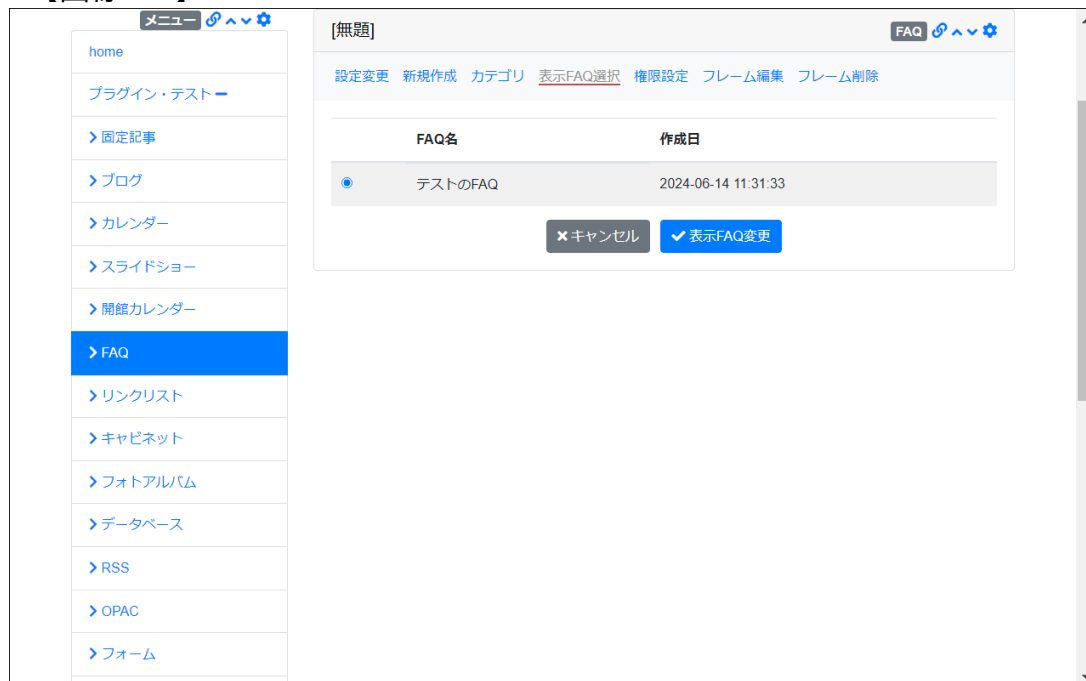 メニュー
home
プラグイン・テスト
固定記事
ブログ
カレンダー
スライドショー
開館カレンダー
FAQ
リンクリスト
キャビネット
フォトアルバム
データベース
RSS
OPAC
フォーム
[無題] FAQ
設定変更 新規作成 カテゴリ 表示FAQ選択 権限設定 フレーム編集 フレーム削除
FAQ名 作成日
テストのFAQ 2024-06-14 11:31:33
キャンセル 表示FAQ変更